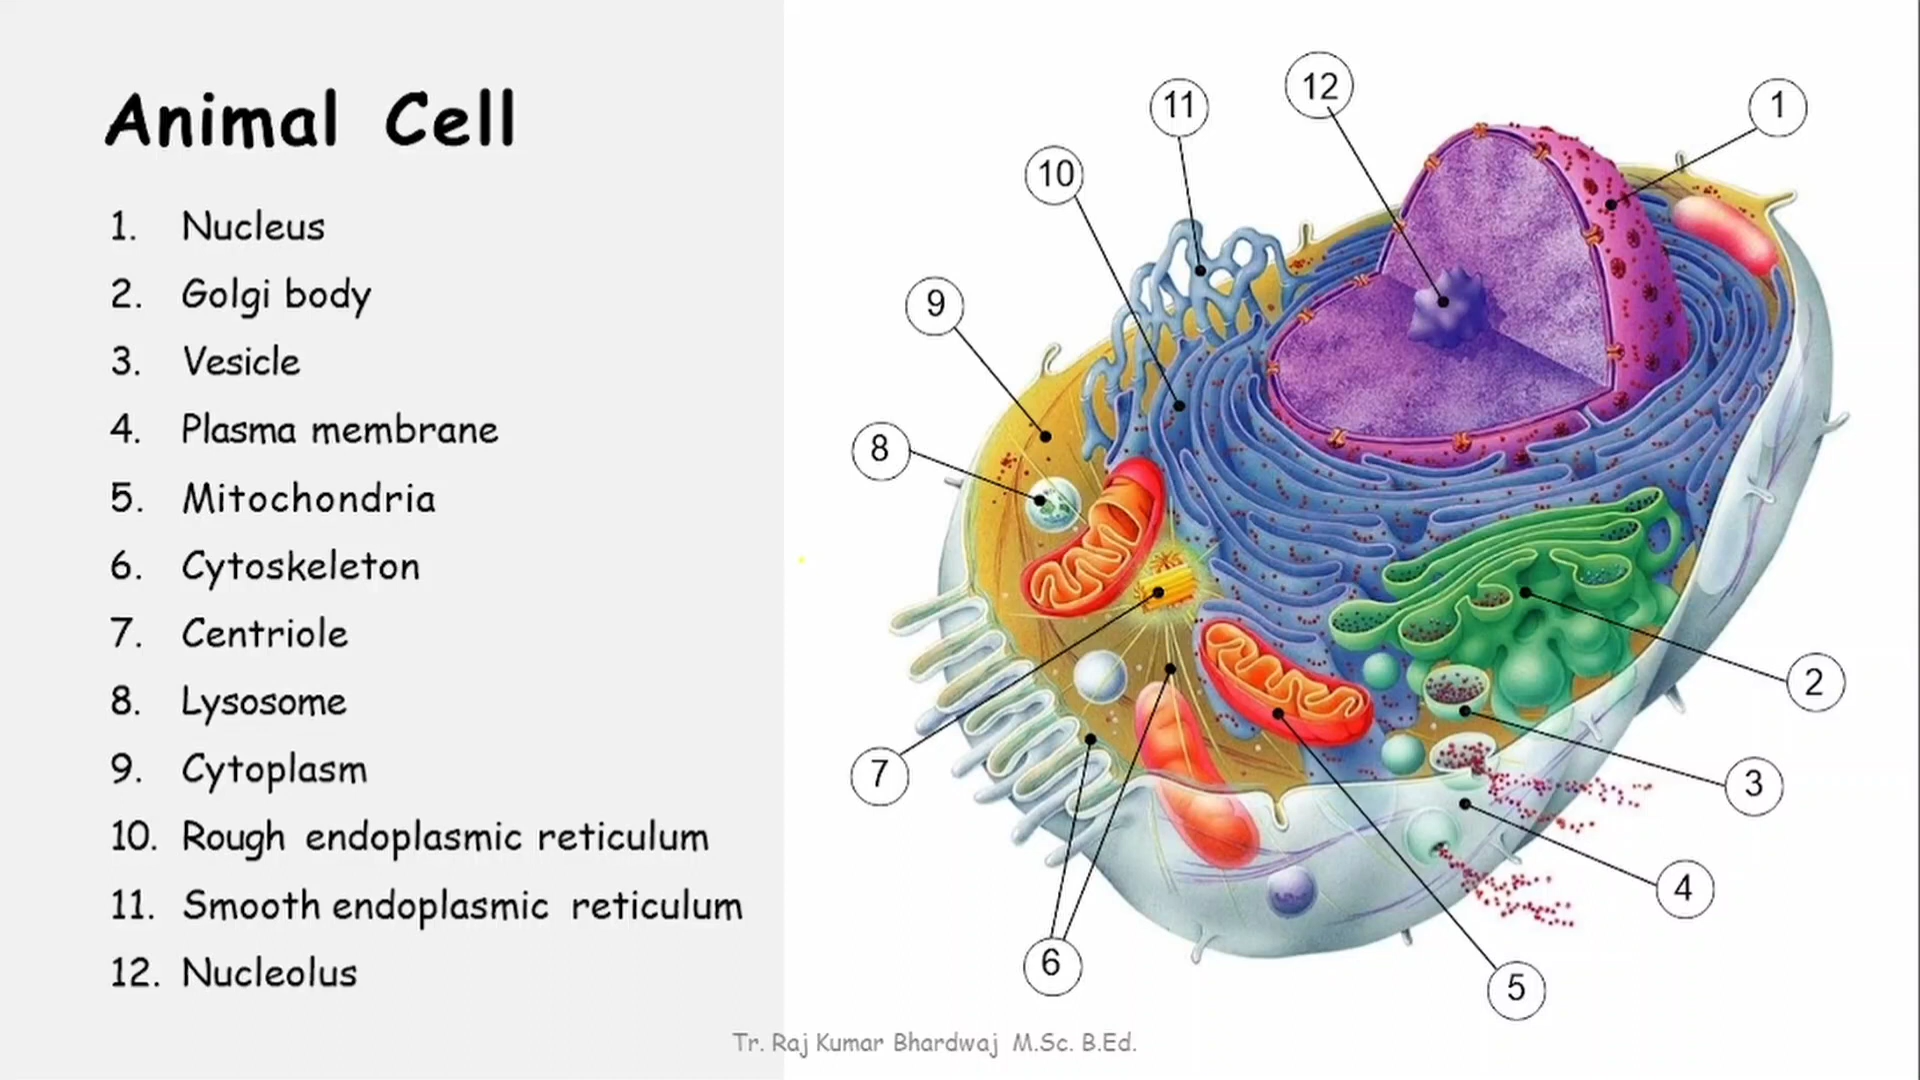 Animal Cell
1. Nucleus
2. Golgi body
3. Vesicle
4. Plasma membrane
5. Mitochondria
6. Cytoskeleton
7. Centriole
8. Lysosome
9. Cytoplasm
10. Rough endoplasmic reticulum
11. Smooth endoplasmic reticulum
12. Nucleolus
12
11
1
10
9
8
2
7
3
4
6
5
Tr. Raj Kumar Bhardwaj M.Sc. B.Ed.